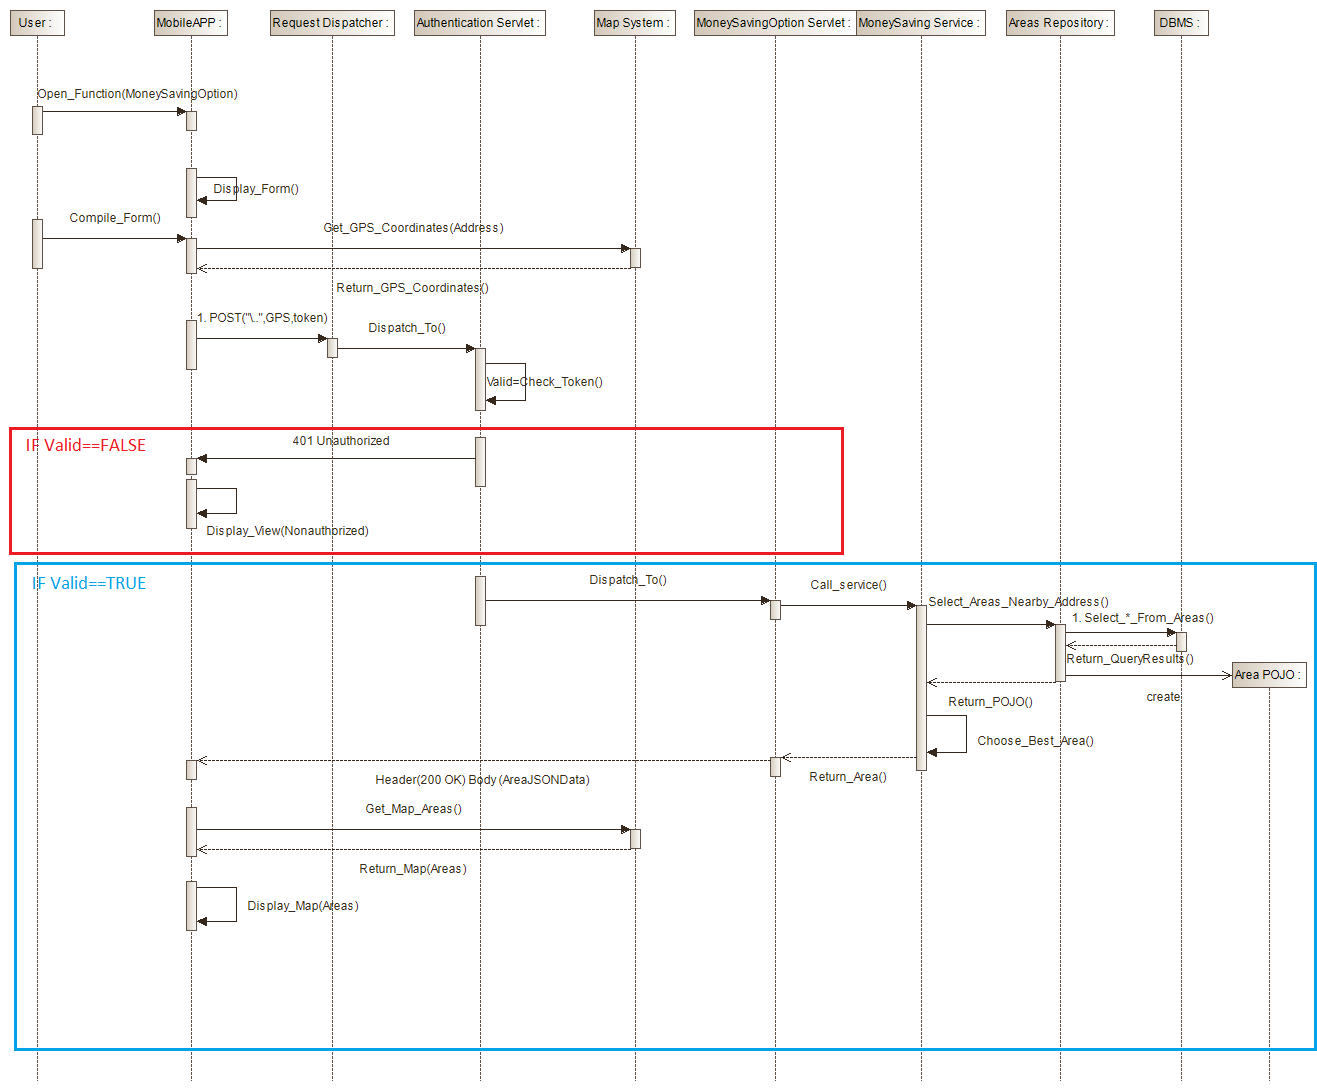 User :
MobileAPP :
Request Dispatcher :
Authentication Servlet :
Map System :
MoneySavingOption Servlet :
MoneySaving Service :
Areas Repository :
DBMS :
Open_Function(MoneySavingOption)
Display_Form()
Compile_Form()
Get_GPS_Coordinates(Address)
Return_GPS_Coordinates()
1. POST("\..",GPS,token)
Dispatch_To()
Valid=Check_Token()
IF Valid==FALSE
401 Unauthorized
Display_View(Nonauthorized)
IF Valid==TRUE
Dispatch_To()
Call_service()
Select_Areas_Nearby_Address()
1. Select_*_From_Areas()
Return_QueryResults()
Area POJO :
create
Return_POJO()
Choose_Best_Area()
Return_Area()
Header(200 OK) Body(AreaJSONData)
Get_Map_Areas()
Return_Map(Areas)
Display_Map(Areas)